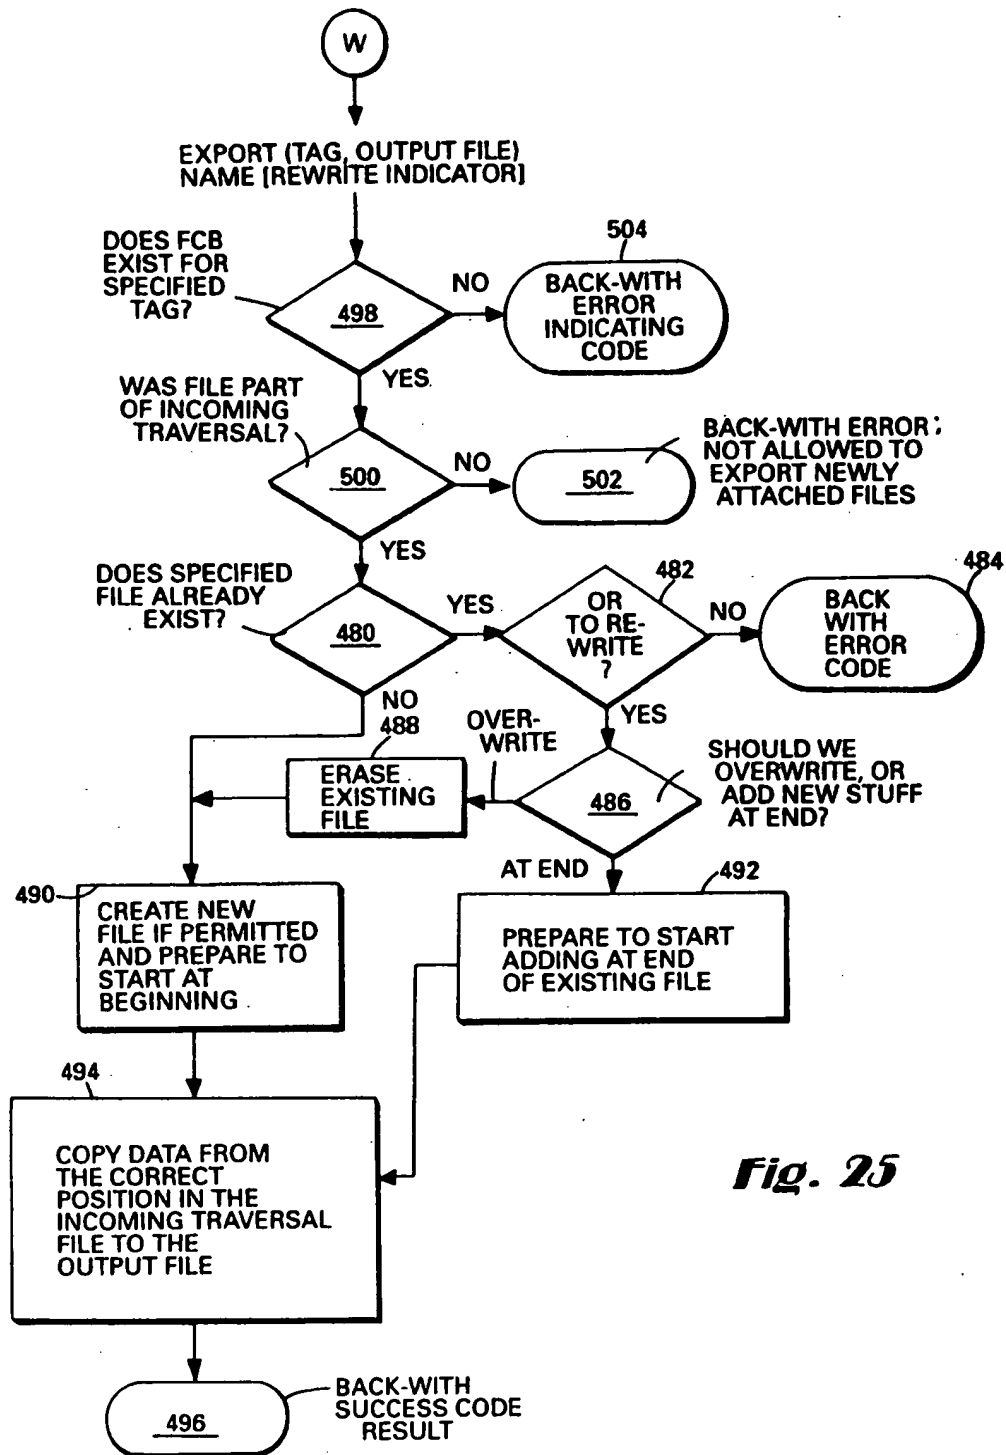 W
EXPORT (TAG, OUTPUT FILE)
NAME [REWRITE INDICATOR]
DOES FCB
EXIST FOR
SPECIFIED
TAG?
498
NO
504
BACK-WITH
ERROR
INDICATING
CODE
YES
WAS FILE PART
OF INCOMING
TRAVERSAL?
500
NO
502
BACK-WITH ERROR:
NOT ALLOWED TO
EXPORT NEWLY
ATTACHED FILES
YES
DOES SPECIFIED
FILE ALREADY
EXIST?
480
YES
482
OR
TO RE-
WRITE
?
NO
484
BACK
WITH
ERROR
CODE
NO
YES
488
ERASE
EXISTING
FILE
OVER-
WRITE
486
SHOULD WE
OVERWRITE, OR
ADD NEW STUFF
AT END?
AT END
490
CREATE NEW
FILE IF PERMITTED
AND PREPARE TO
START AT
BEGINNING
492
PREPARE TO START
ADDING AT END
OF EXISTING FILE
494
COPY DATA FROM
THE CORRECT
POSITION IN THE
INCOMING TRAVERSAL
FILE TO THE
OUTPUT FILE
Fig. 25
496
BACK-WITH
SUCCESS CODE
RESULT